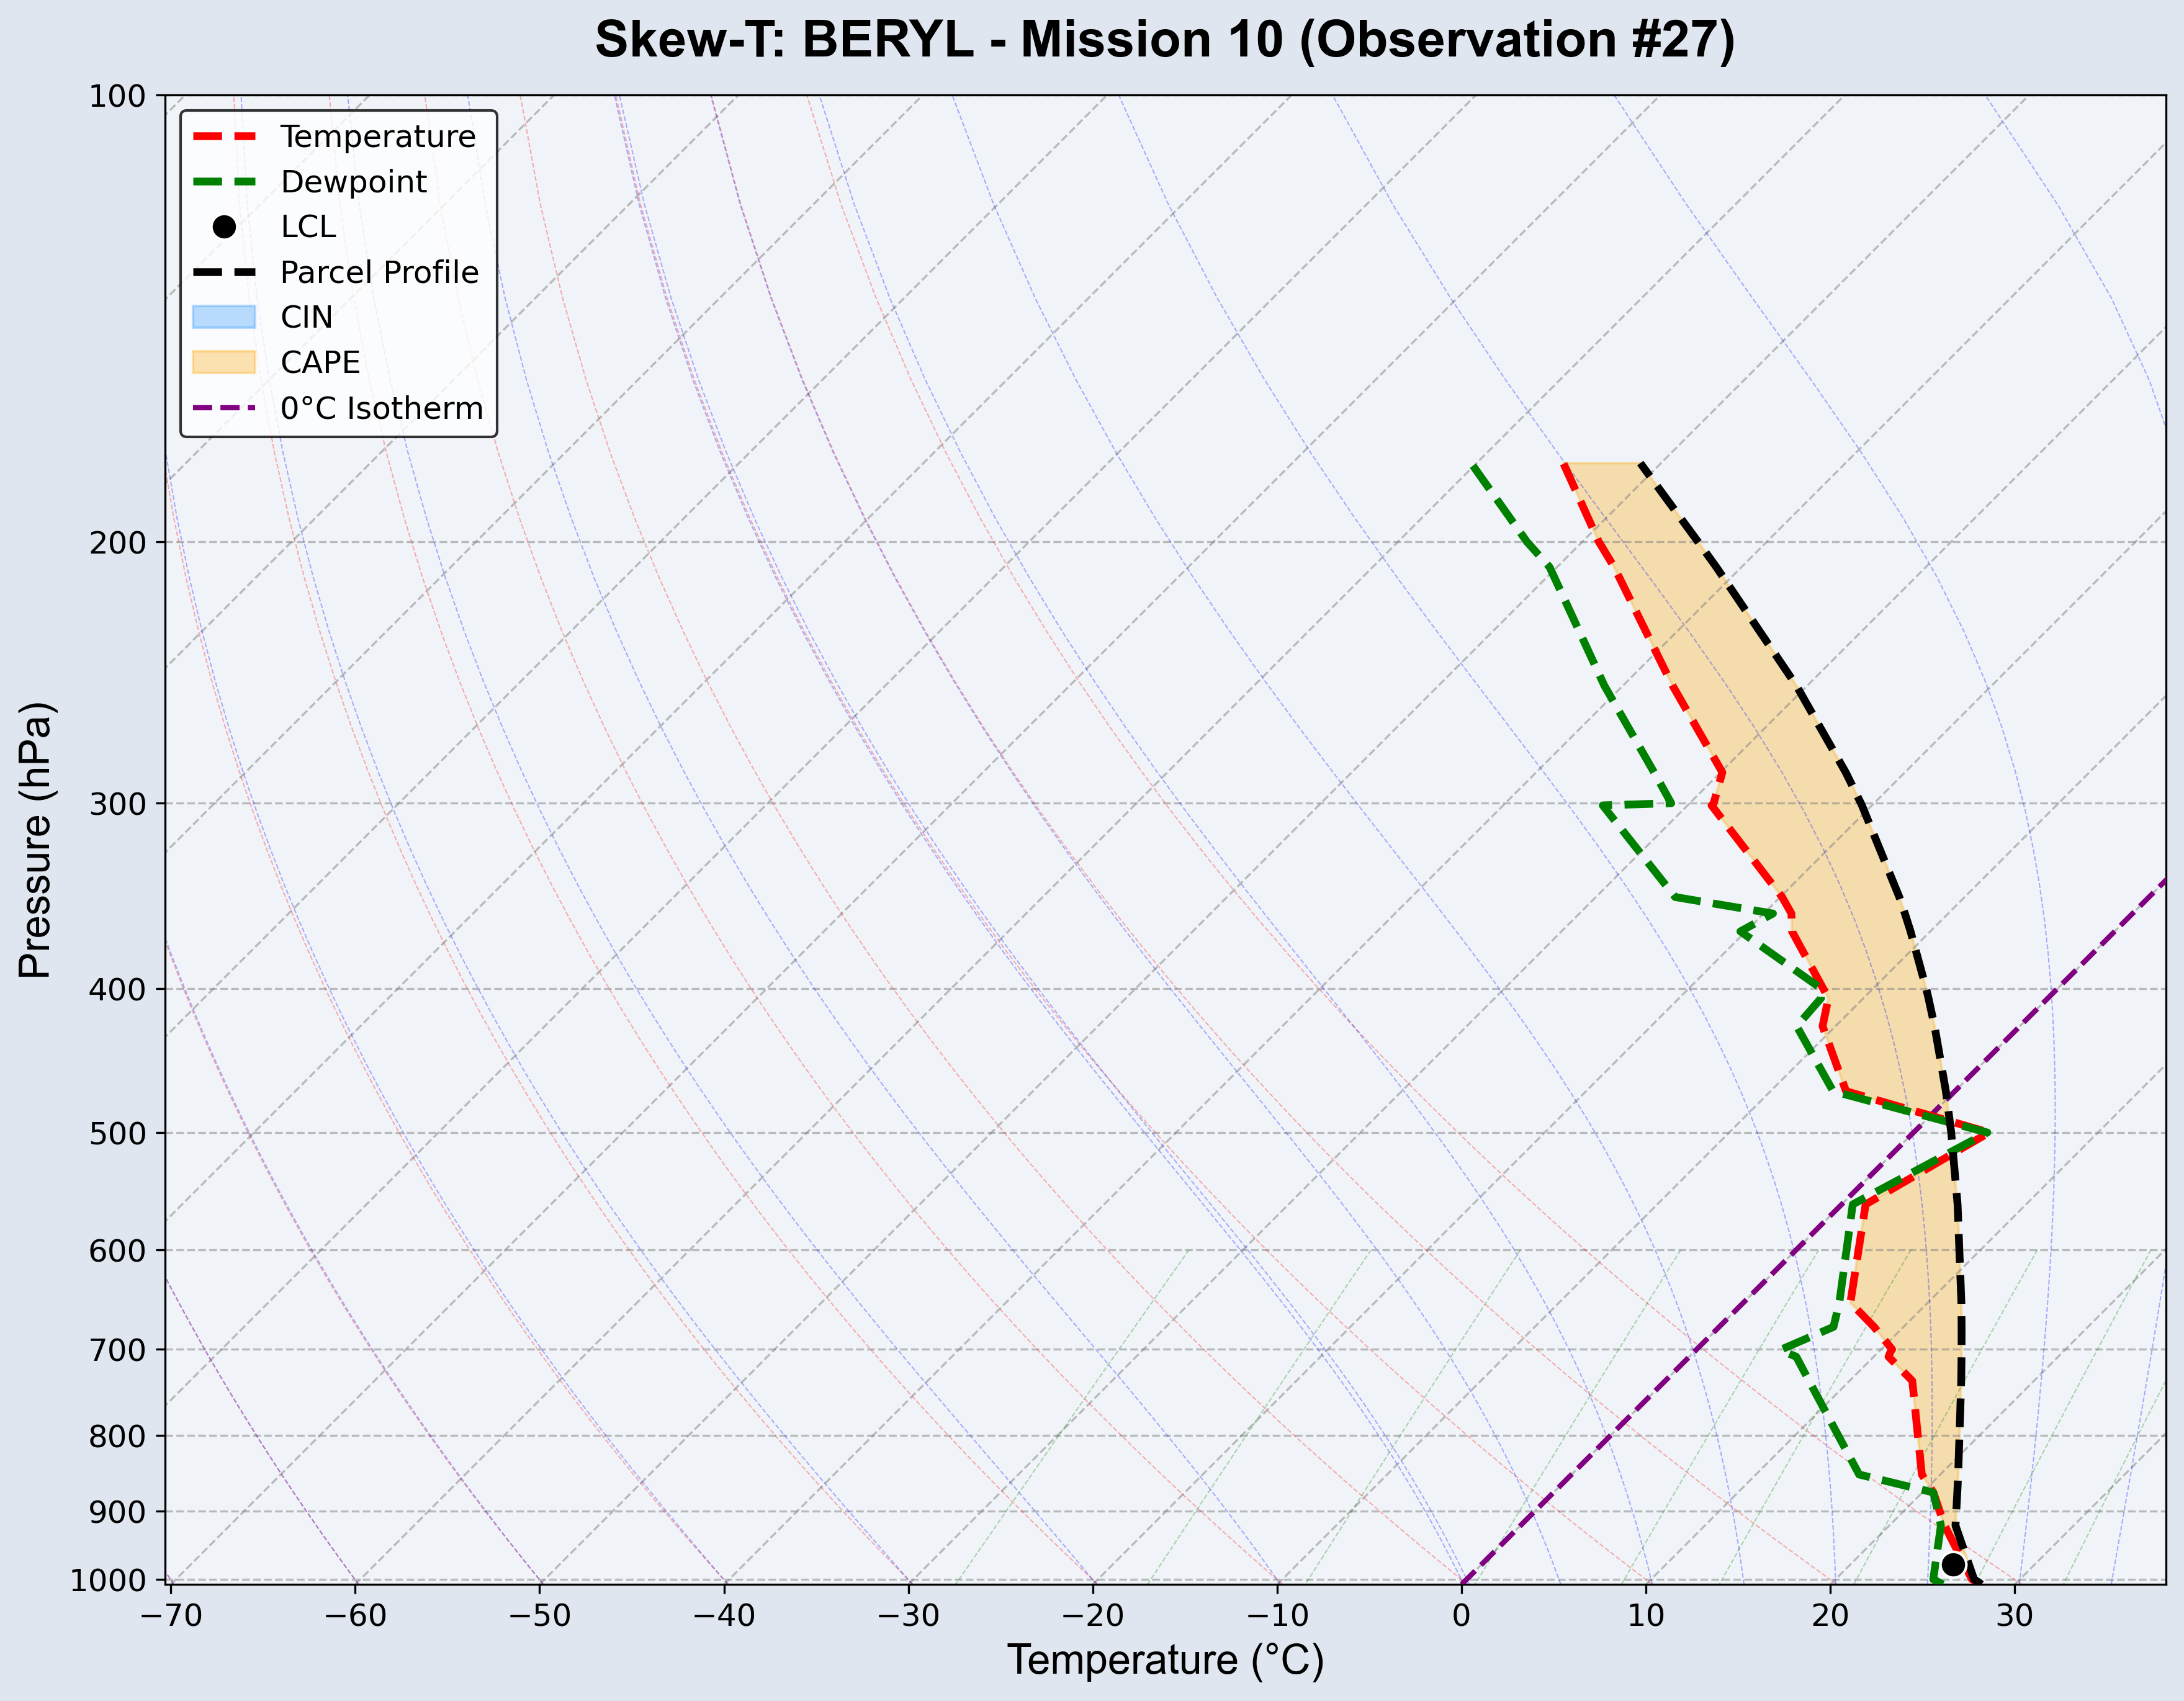 Skew-T: BERYL - Mission 10 (Observation #27)
Temperature
Dewpoint
LCL
Parcel Profile
CIN
CAPE
0°C Isotherm
Pressure (hPa)
100
200
300
400
500
600
700
800
900
1000
−70 −60 −50 −40 −30 −20 −10 0 10 20 30
Temperature (°C)